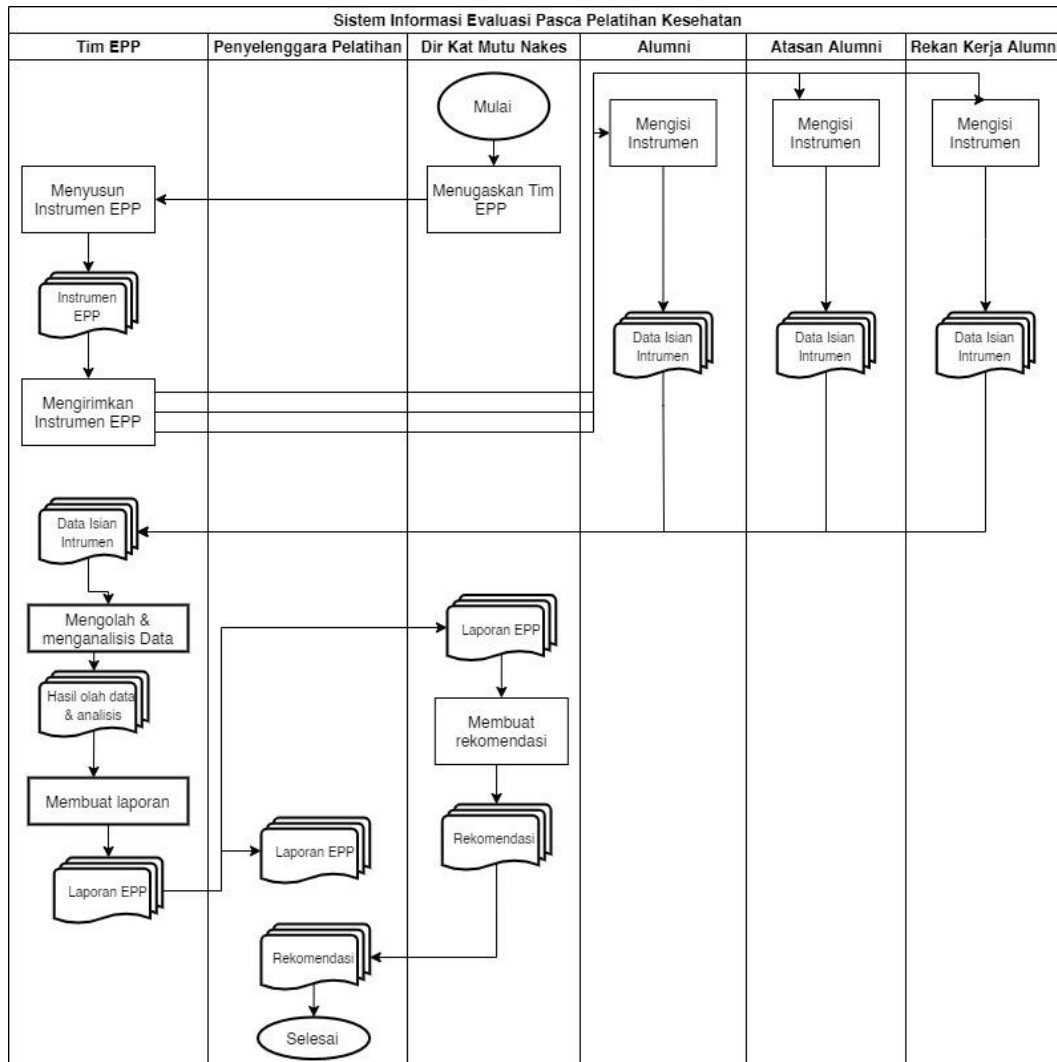 Sistem Informasi Evaluasi Pasca Pelatihan Kesehatan
Tim EPP
Penyelenggara Pelatihan
Dir Kat Mutu Nakes
Alumni
Atasan Alumni
Rekan Kerja Alumn
Mulai
Mengisi
Instrumen
Mengisi
Instrumen
Mengisi
Instrumen
Menyusun
Instrumen EPP
Menugaskan Tim
EPP
Instrumen
EPP
Data Isian
Intrumen
Data Isian
Intrumen
Data Isian
Intrumen
Mengirimkan
Instrumen EPP
Data Isian
Intrumen
Mengolah &
menganalisis Data
Laporan EPP
Hasil olah data
& analisis
Membuat
rekomendasi
Membuat laporan
Rekomendasi
Laporan EPP
Laporan EPP
Rekomendasi
Selesai